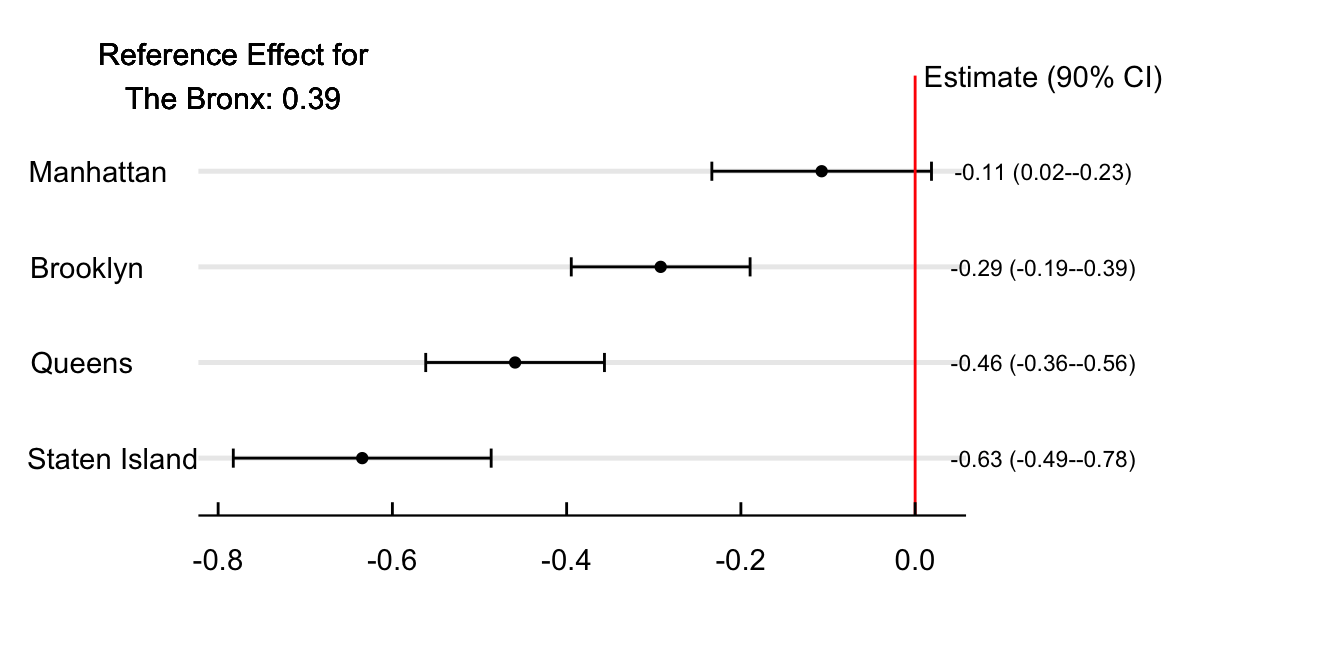 Reference Effect for
The Bronx: 0.39
Estimate (90% CI)
Manhattan -0.11 (0.02--0.23)
Brooklyn -0.29 (-0.19--0.39)
Queens -0.46 (-0.36--0.56)
Staten Island -0.63 (-0.49--0.78)
-0.8 -0.6 -0.4 -0.2 0.0